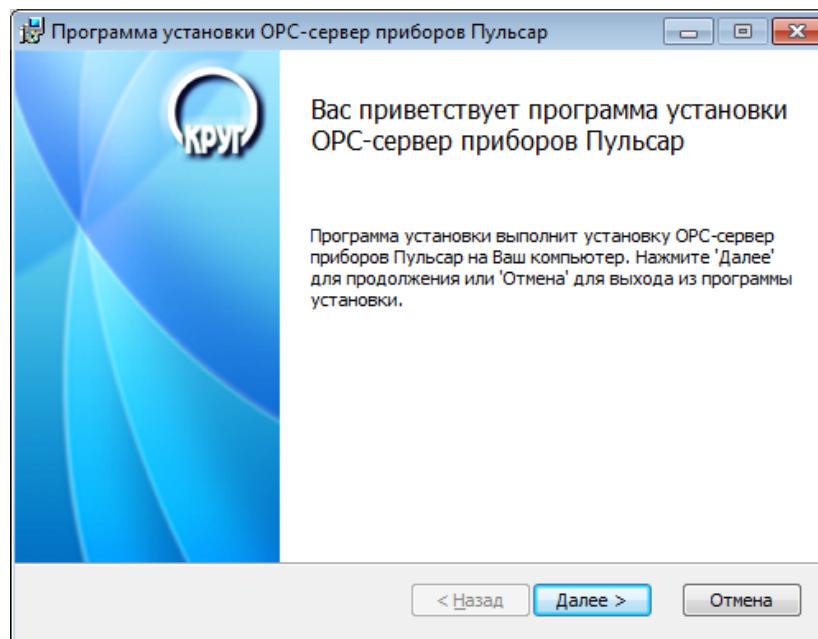 Программа установки OPC-сервер приборов Пульсар
КРУГ
Вас приветствует программа установки
OPC-сервер приборов Пульсар
Программа установки выполнит установку OPC-сервер
приборов Пульсар на Ваш компьютер. Нажмите 'Далее'
для продолжения или 'Отмена' для выхода из программы
установки.
< Назад
Далее >
Отмена